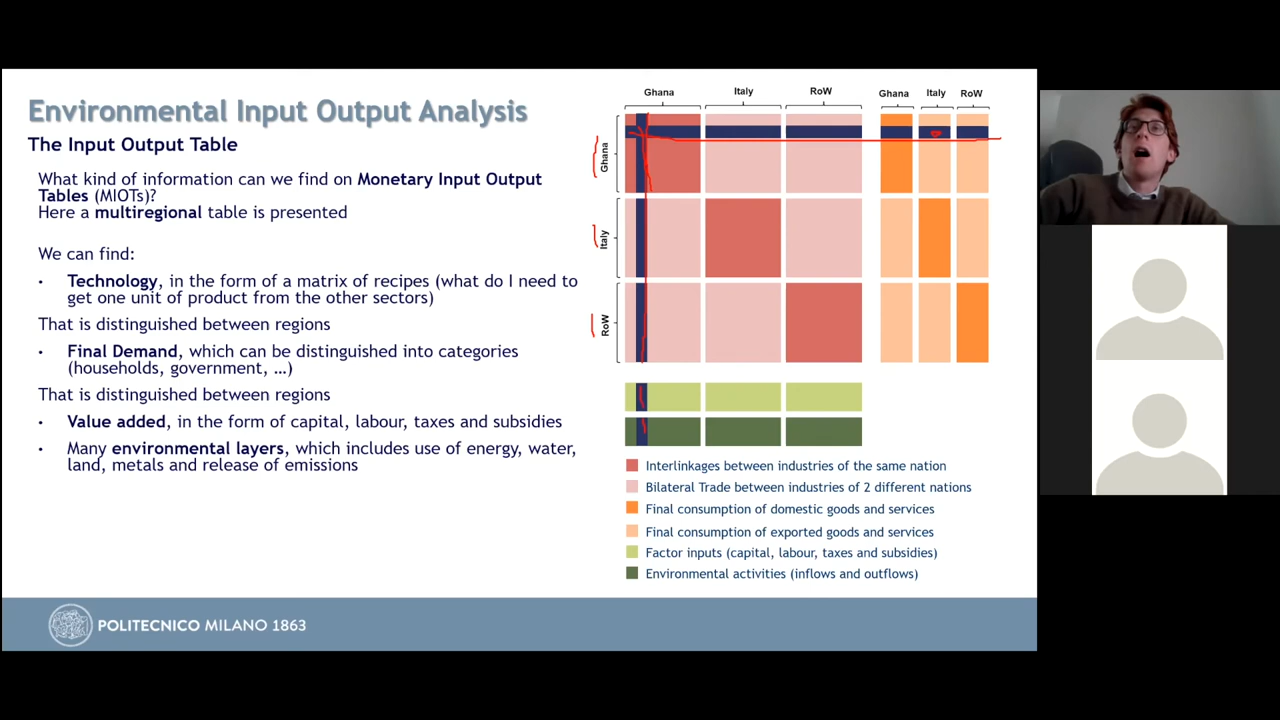 Environmental Input Output Analysis
The Input Output Table
What kind of information can we find on Monetary Input Output
Tables (MIOTs)?
Here a multiregional table is presented
We can find:
• Technology, in the form of a matrix of recipes (what do I need to
get one unit of product from the other sectors)
That is distinguished between regions
• Final Demand, which can be distinguished into categories
(households, government, …)
That is distinguished between regions
• Value added, in the form of capital, labour, taxes and subsidies
• Many environmental layers, which includes use of energy, water,
land, metals and release of emissions
Ghana Italy RoW Ghana Italy RoW
Ghana
Italy
RoW
Interlinkages between industries of the same nation
Bilateral Trade between industries of 2 different nations
Final consumption of domestic goods and services
Final consumption of exported goods and services
Factor inputs (capital, labour, taxes and subsidies)
Environmental activities (inflows and outflows)
POLITECNICO MILANO 1863